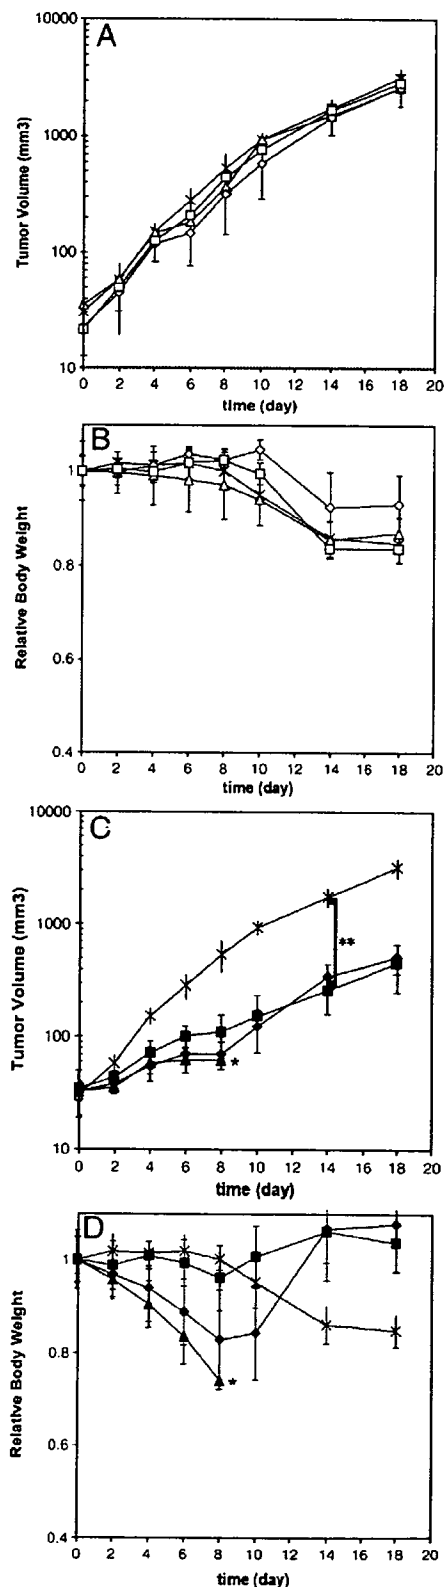 A
10000
1000
100
10
Tumor Volume (mm3)
0 2 4 6 8 10 12 14 16 18 20
time (day)
B
1
0.8
0.6
0.4
Relative Body Weight
0 2 4 6 8 10 12 14 16 18 20
time (day)
C
10000
1000
100
10
Tumor Volume (mm3)
**
*
0 2 4 6 8 10 12 14 16 18 20
time (day)
D
1
0.8
0.6
0.4
Relative Body Weight
*
0 2 4 6 8 10 12 14 16 18 20
time (day)